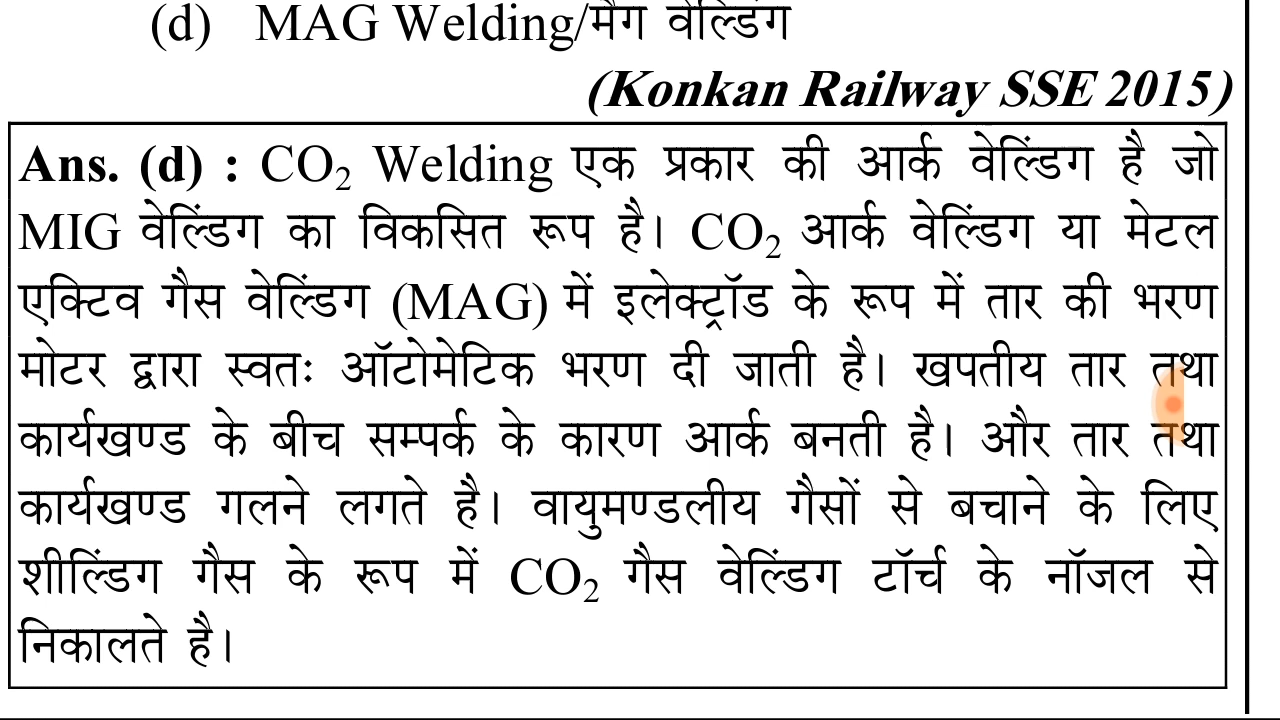 (d) MAG Welding/मैग वेल्डिंग
(Konkan Railway SSE 2015)
Ans. (d) : CO₂ Welding एक प्रकार की आर्क वेल्डिंग है जो
MIG वेल्डिंग का विकसित रूप है। CO₂ आर्क वेल्डिंग या मेटल
एक्टिव गैस वेल्डिंग (MAG) में इलेक्ट्रॉड के रूप में तार की भरण
मोटर द्वारा स्वतः ऑटोमेटिक भरण दी जाती है। खपतीय तार तथा
कार्यखण्ड के बीच सम्पर्क के कारण आर्क बनती है। और तार तथा
कार्यखण्ड गलने लगते है। वायुमण्डलीय गैसों से बचाने के लिए
शील्डिंग गैस के रूप में CO₂ गैस वेल्डिंग टॉर्च के नॉजल से
निकालते है।